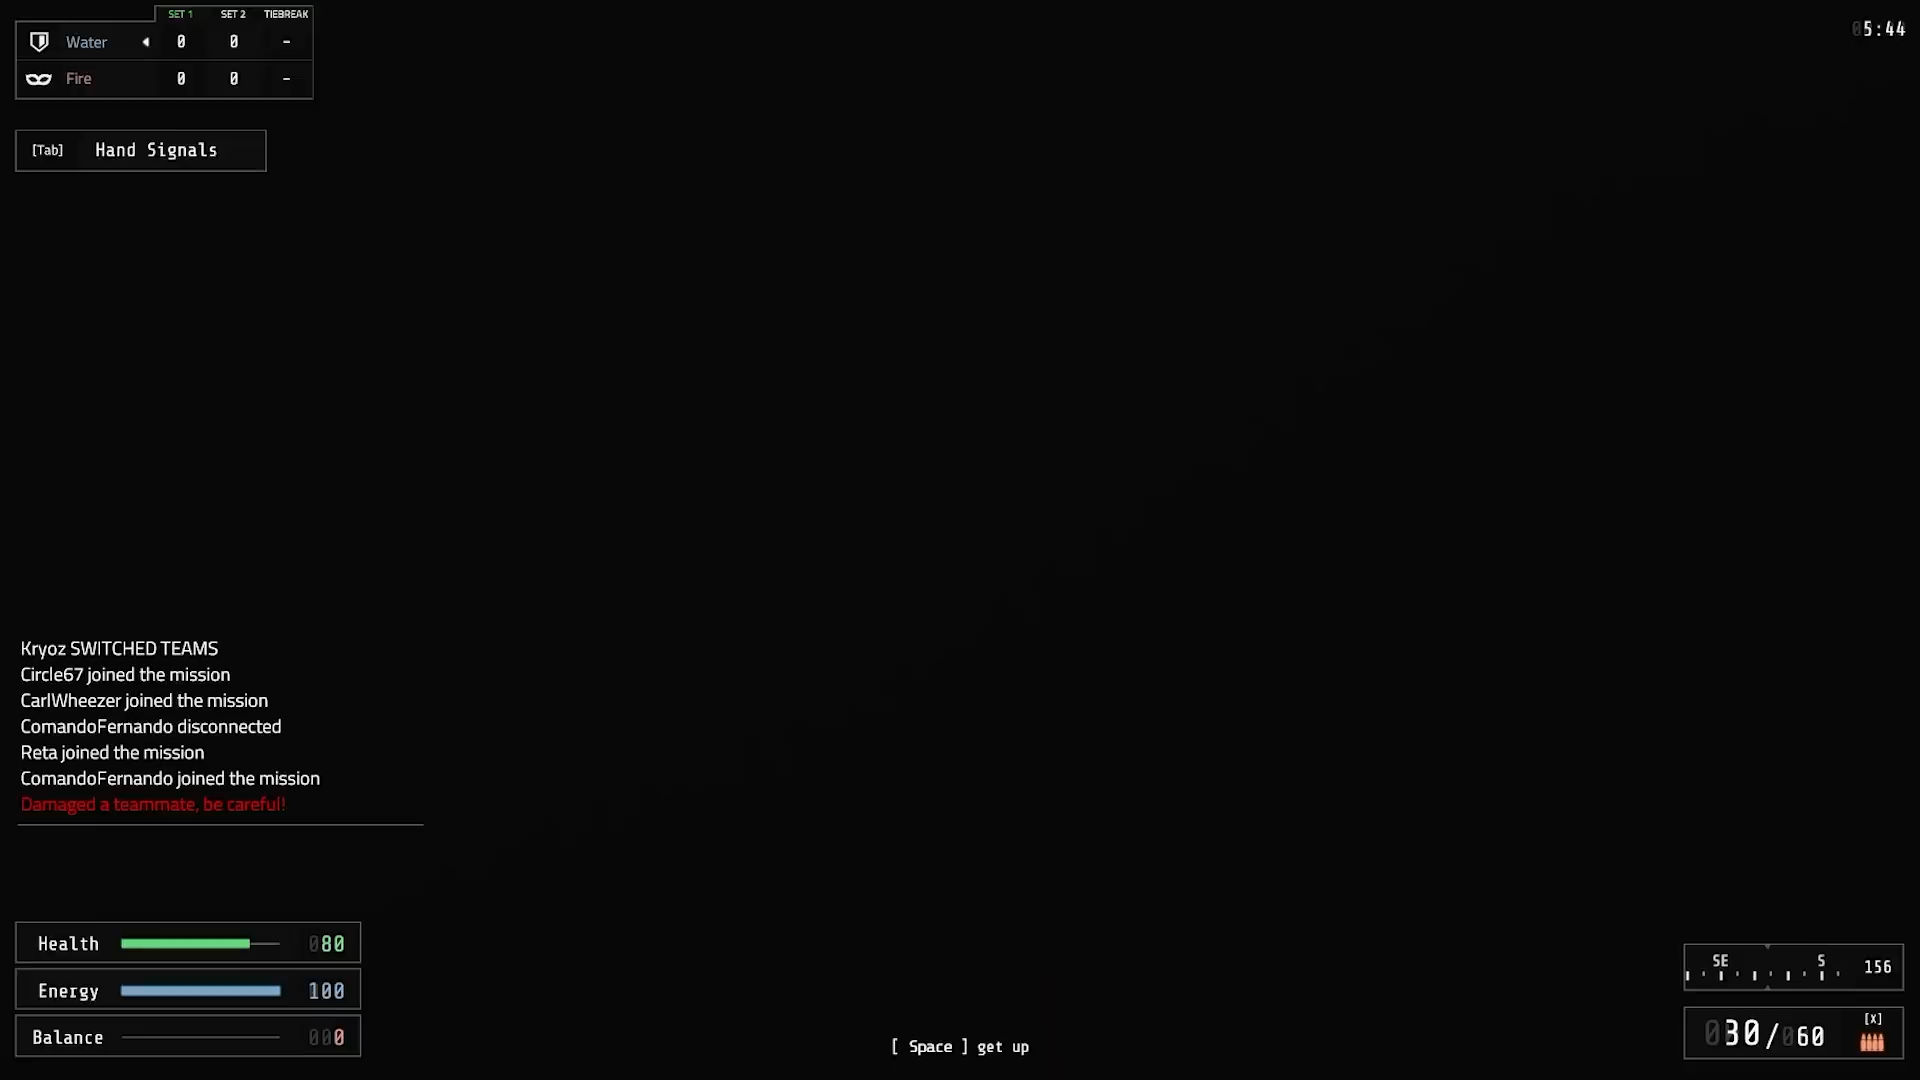 SET 1 SET 2 TIEBREAK
Water 0 0 -
Fire 0 0 -
05:44
[Tab] Hand Signals
Kryoz SWITCHED TEAMS
Circle67 joined the mission
CarlWheezer joined the mission
ComandoFernando disconnected
Reta joined the mission
ComandoFernando joined the mission
Damaged a teammate, be careful!
Health 080
Energy 100
Balance 000
[ Space ] get up
SE S 156
030/060 [X]